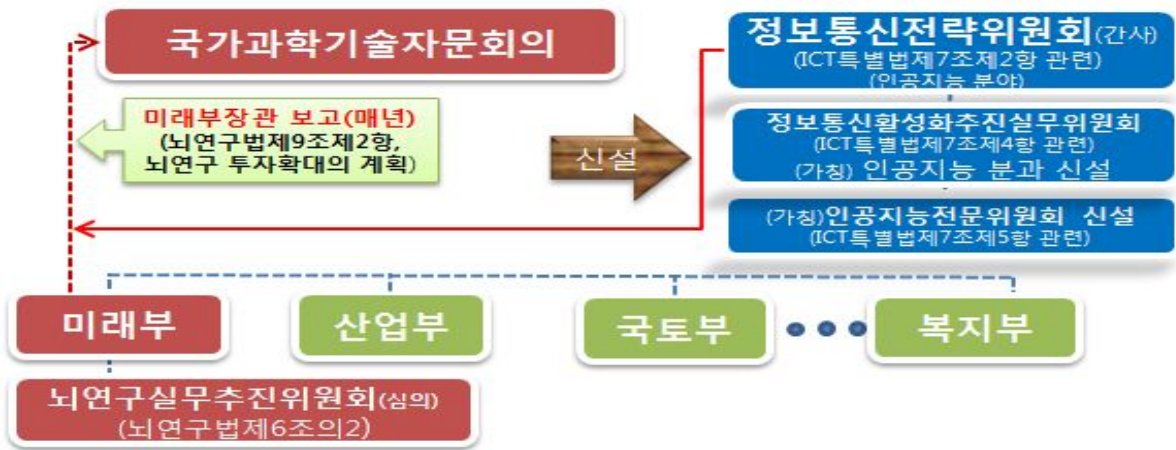 국가과학기술자문회의
미래부장관 보고(매년)
(뇌연구법제9조제2항,
뇌연구 투자확대의 계획)
신설
정보통신전략위원회(간사)
(ICT특별법제7조제2항 관련)
(인공지능 분야)
정보통신활성화추진실무위원회
(ICT특별법제7조제4항 관련)
(가칭) 인공지능 분과 신설
(가칭)인공지능전문위원회 신설
(ICT특별법제7조제5항 관련)
미래부
산업부
국토부
복지부
뇌연구실무추진위원회(심의)
(뇌연구법제6조의2)